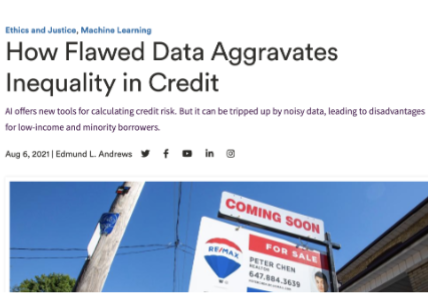 Ethics and Justice, Machine Learning
How Flawed Data Aggravates
Inequality in Credit
AI offers new tools for calculating credit risk. But it can be tripped up by noisy data, leading to disadvantages
for low-income and minority borrowers.
Aug 6, 2021 | Edmund L. Andrews
COMING SOON
RE/MAX
FOR SALE
PETER CHEN
REALTOR
647.884.3639